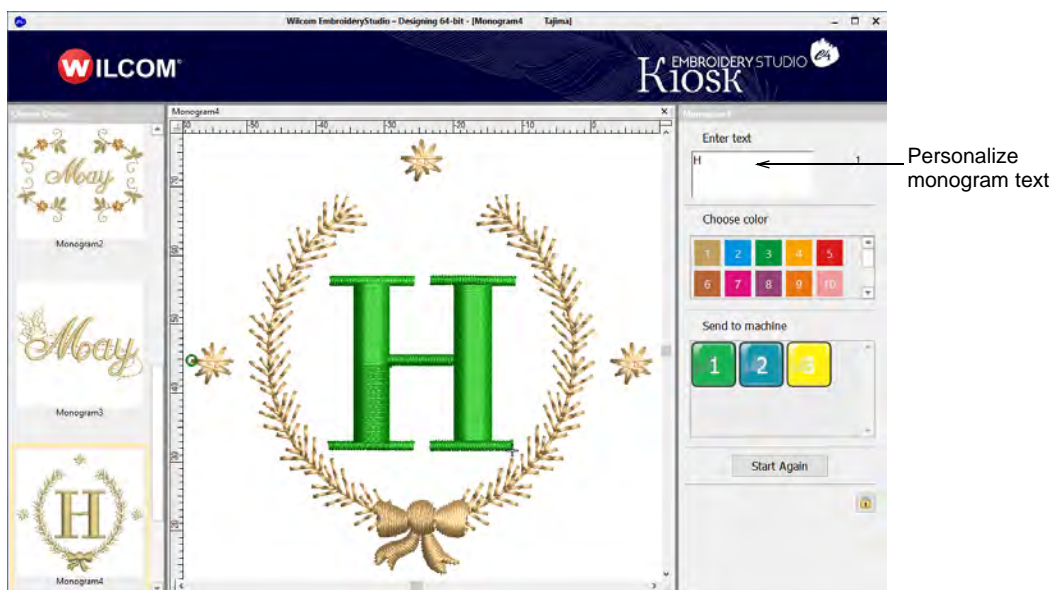 Wilcom EmbroideryStudio – Designing 64-bit - [Monogram4 Tajima]
WILCOM
EMBROIDERY STUDIO e4
KIOSK
Monogram4
Enter text
H
1
Personalize
monogram text
Choose color
1 2 3 4 5
6 7 8 9 10
Send to machine
1 2 3
Start Again
May
Monogram2
May
Monogram3
H
Monogram4
H